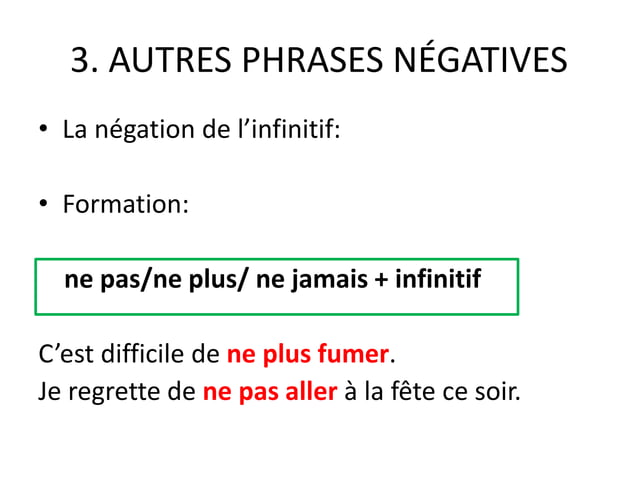 3. AUTRES PHRASES NÉGATIVES
• La négation de l’infinitif:
• Formation:
ne pas/ne plus/ ne jamais + infinitif
C’est difficile de ne plus fumer.
Je regrette de ne pas aller à la fête ce soir.